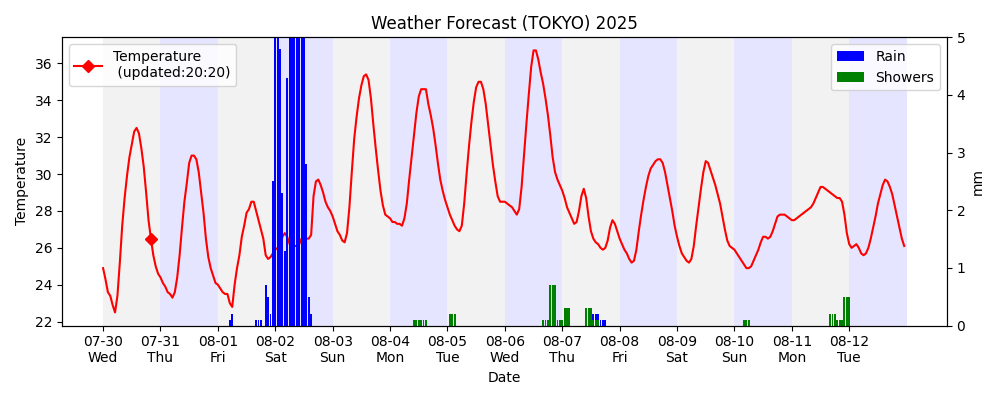 Weather Forecast (TOKYO) 2025
Temperature
(updated:20:20)
Rain
Showers
Temperature
36
34
32
30
28
26
24
22
5
4
3
2
1
0
mm
07-30 07-31 08-01 08-02 08-03 08-04 08-05 08-06 08-07 08-08 08-09 08-10 08-11 08-12
Wed Thu Fri Sat Sun Mon Tue Wed Thu Fri Sat Sun Mon Tue
Date